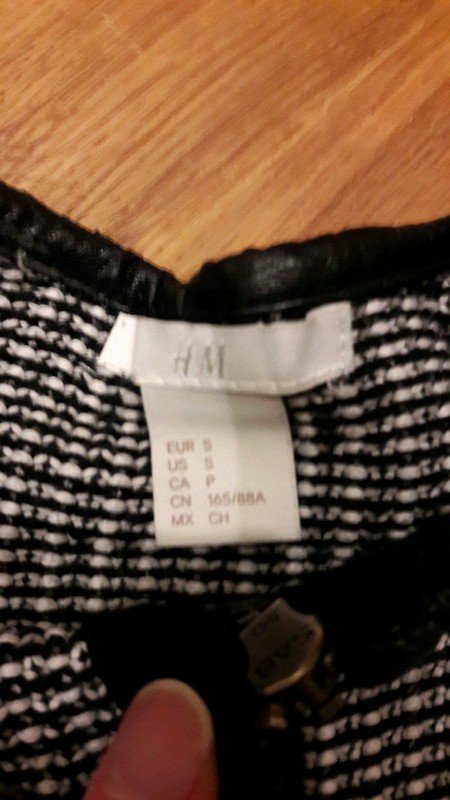 H&M
EUR S
US S
CA P
CN 165/88A
MX CH